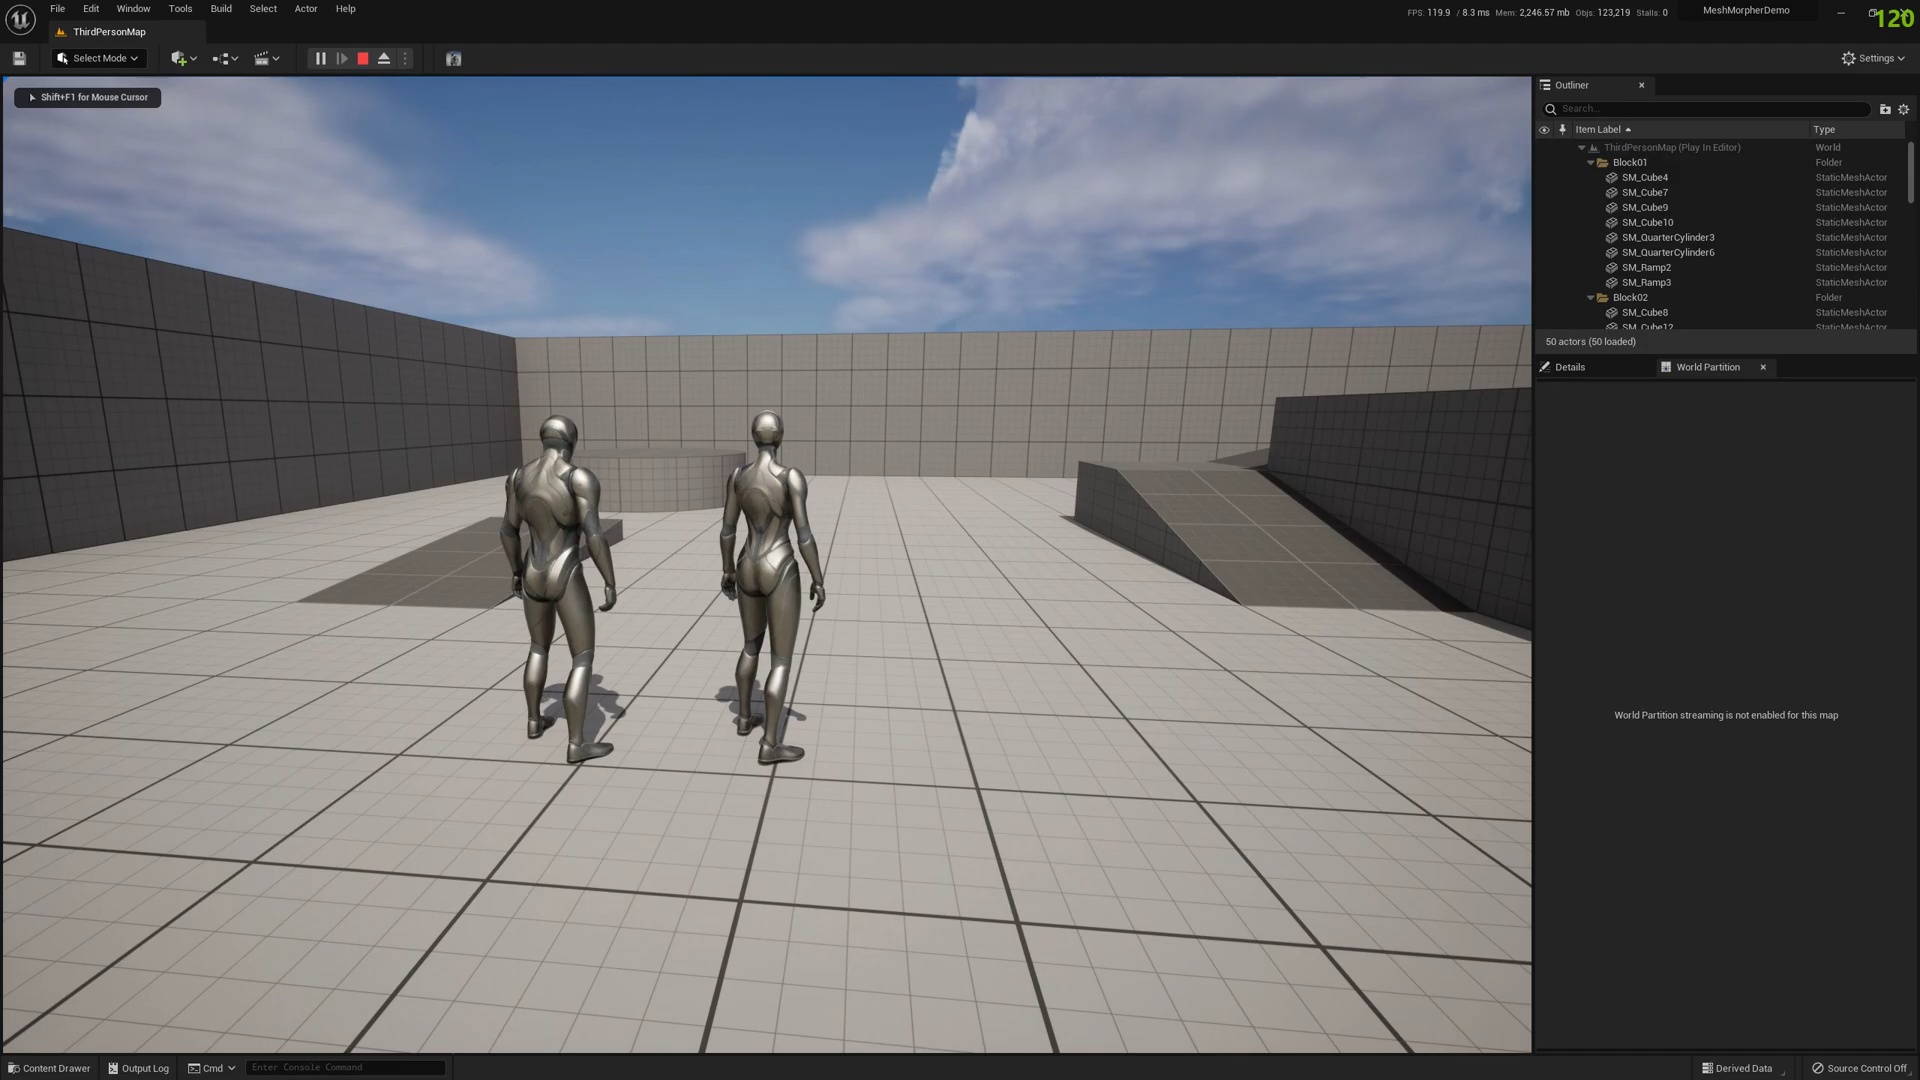 File Edit Window Tools Build Select Actor Help
FPS: 119.9 / 8.3 ms Mem: 2,246.57 mb Objs: 123,219 Stalls: 0
MeshMorpherDemo
120
ThirdPersonMap
Select Mode
Settings
Shift+F1 for Mouse Cursor
Outliner
Search...
Item Label Type
ThirdPersonMap (Play In Editor) World
Block01 Folder
SM_Cube4 StaticMeshActor
SM_Cube7 StaticMeshActor
SM_Cube9 StaticMeshActor
SM_Cube10 StaticMeshActor
SM_QuarterCylinder3 StaticMeshActor
SM_QuarterCylinder6 StaticMeshActor
SM_Ramp2 StaticMeshActor
SM_Ramp3 StaticMeshActor
Block02 Folder
SM_Cube8 StaticMeshActor
SM_Cube12 StaticMeshActor
50 actors (50 loaded)
Details World Partition
World Partition streaming is not enabled for this map
Content Drawer Output Log Cmd Enter Console Command
Derived Data Source Control Off